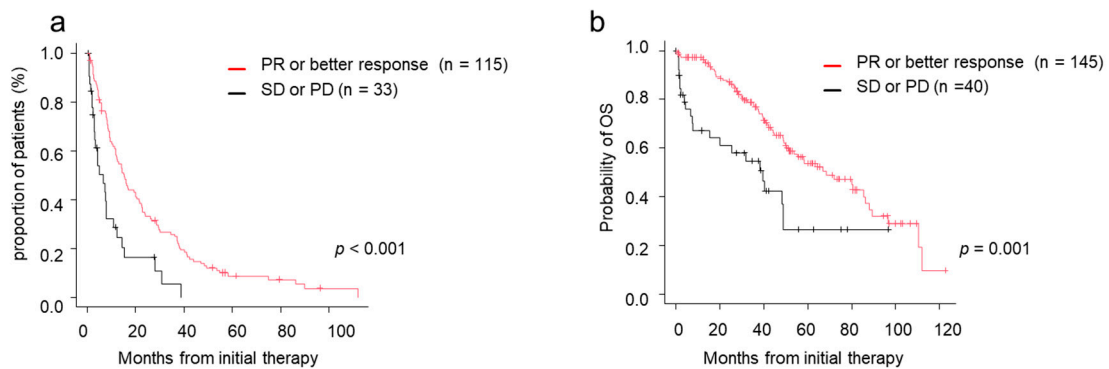 a
PR or better response (n = 115)
SD or PD (n = 33)
proportion of patients (%)
1.0
0.8
0.6
0.4
0.2
0.0
p < 0.001
0 20 40 60 80 100
Months from initial therapy
b
PR or better response (n = 145)
SD or PD (n =40)
Probability of OS
1.0
0.8
0.6
0.4
0.2
0.0
p = 0.001
0 20 40 60 80 100 120
Months from initial therapy